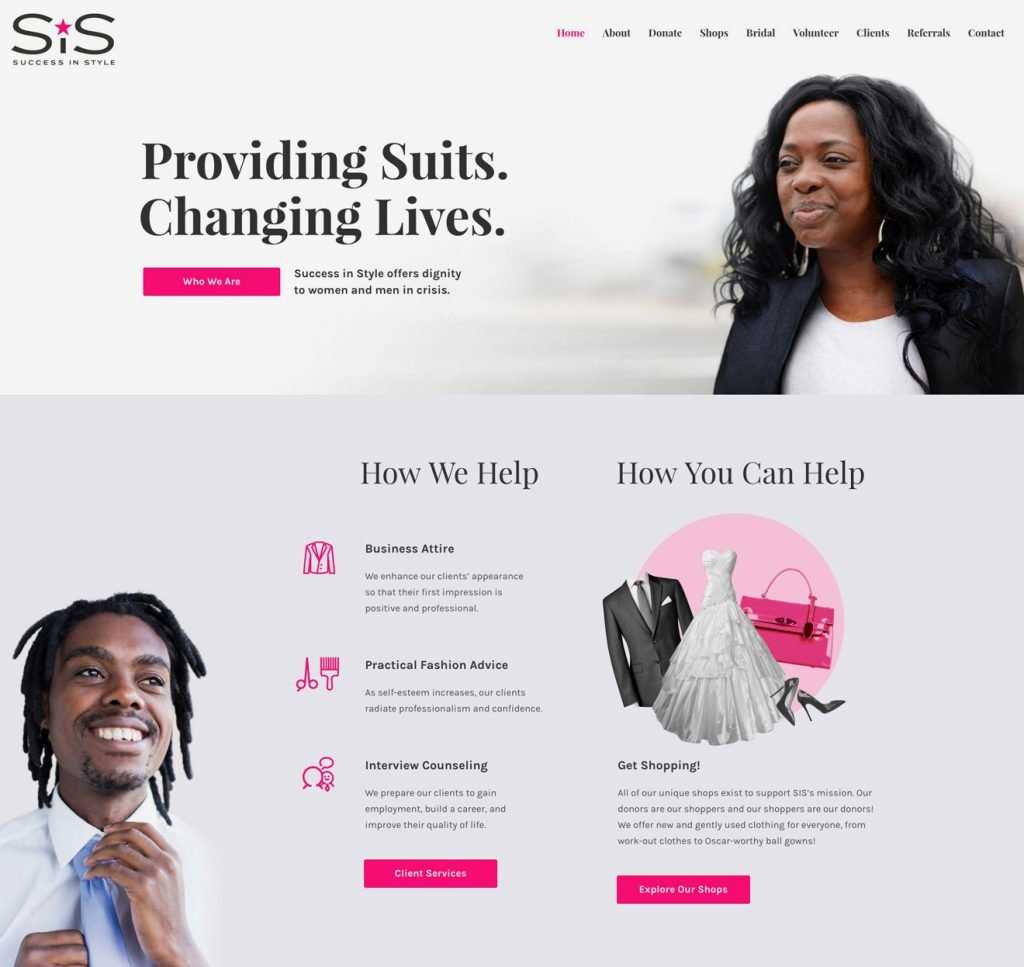 SiS
SUCCESS IN STYLE
Home About Donate Shops Bridal Volunteer Clients Referrals Contact
Providing Suits.
Changing Lives.
Who We Are
Success in Style offers dignity
to women and men in crisis.
How We Help
Business Attire
We enhance our clients' appearance
so that their first impression is
positive and professional.
Practical Fashion Advice
As self-esteem increases, our clients
radiate professionalism and confidence.
Interview Counseling
We prepare our clients to gain
employment, build a career, and
improve their quality of life.
Client Services
How You Can Help
Get Shopping!
All of our unique shops exist to support SIS's mission. Our
donors are our shoppers and our shoppers are our donors!
We offer new and gently used clothing for everyone, from
work-out clothes to Oscar-worthy ball gowns!
Explore Our Shops